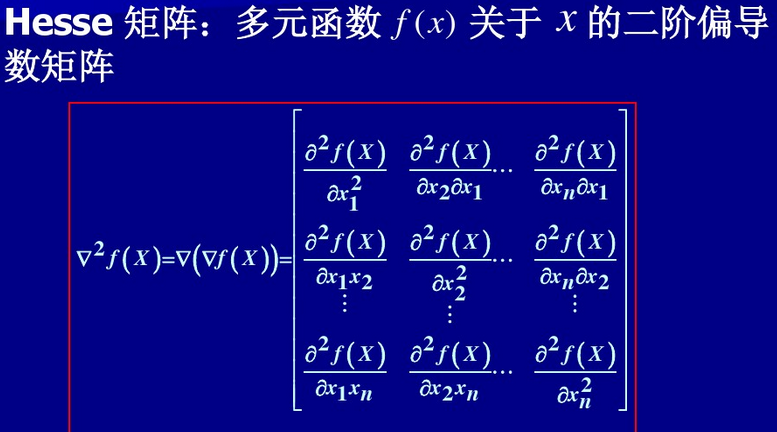 Hesse 矩阵：多元函数 f(x) 关于 x 的二阶偏导
数矩阵
∂²f(X)/∂x₁² ∂²f(X)/∂x₂∂x₁ ⋯ ∂²f(X)/∂xₙ∂x₁
∇²f(X)=∇(∇f(X))= ∂²f(X)/∂x₁x₂ ∂²f(X)/∂x₂² ⋯ ∂²f(X)/∂xₙ∂x₂
⋮ ⋮ ⋮
∂²f(X)/∂x₁xₙ ∂²f(X)/∂x₂xₙ ⋯ ∂²f(X)/∂xₙ²